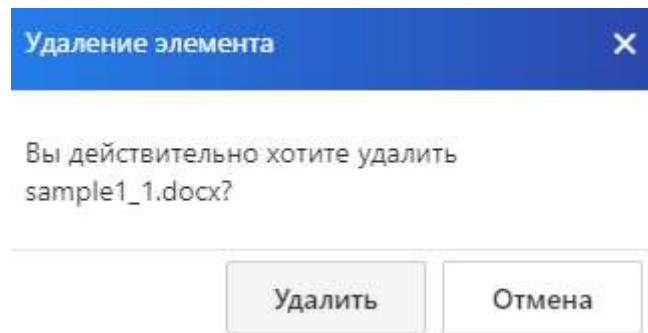 Удаление элемента
Вы действительно хотите удалить
sample1_1.docx?
Удалить
Отмена